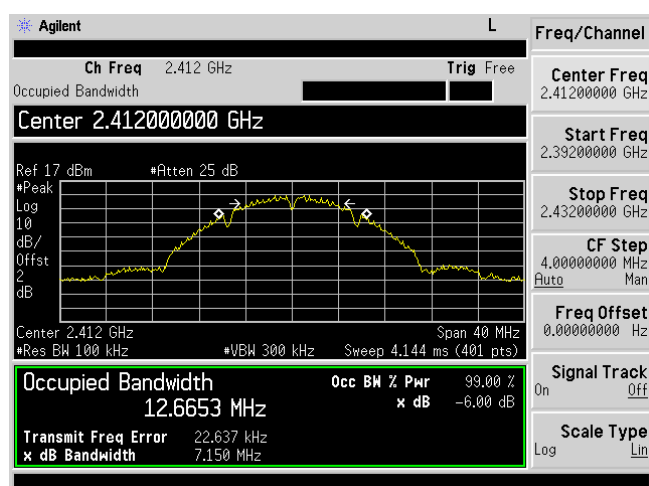 Agilent L
Freq/Channel
Ch Freq 2.412 GHz Trig Free
Occupied Bandwidth
Center Freq
2.41200000 GHz
Center 2.412000000 GHz
Start Freq
2.39200000 GHz
Ref 17 dBm #Atten 25 dB
#Peak
Log
10
dB/
Offst
2
dB
Stop Freq
2.43200000 GHz
CF Step
4.00000000 MHz
Auto Man
Freq Offset
0.00000000 Hz
Center 2.412 GHz Span 40 MHz
#Res BW 100 kHz #VBW 300 kHz Sweep 4.144 ms (401 pts)
Signal Track
On Off
Occupied Bandwidth Occ BW % Pwr 99.00 %
12.6653 MHz x dB -6.00 dB
Scale Type
Log Lin
Transmit Freq Error 22.637 kHz
x dB Bandwidth 7.150 MHz